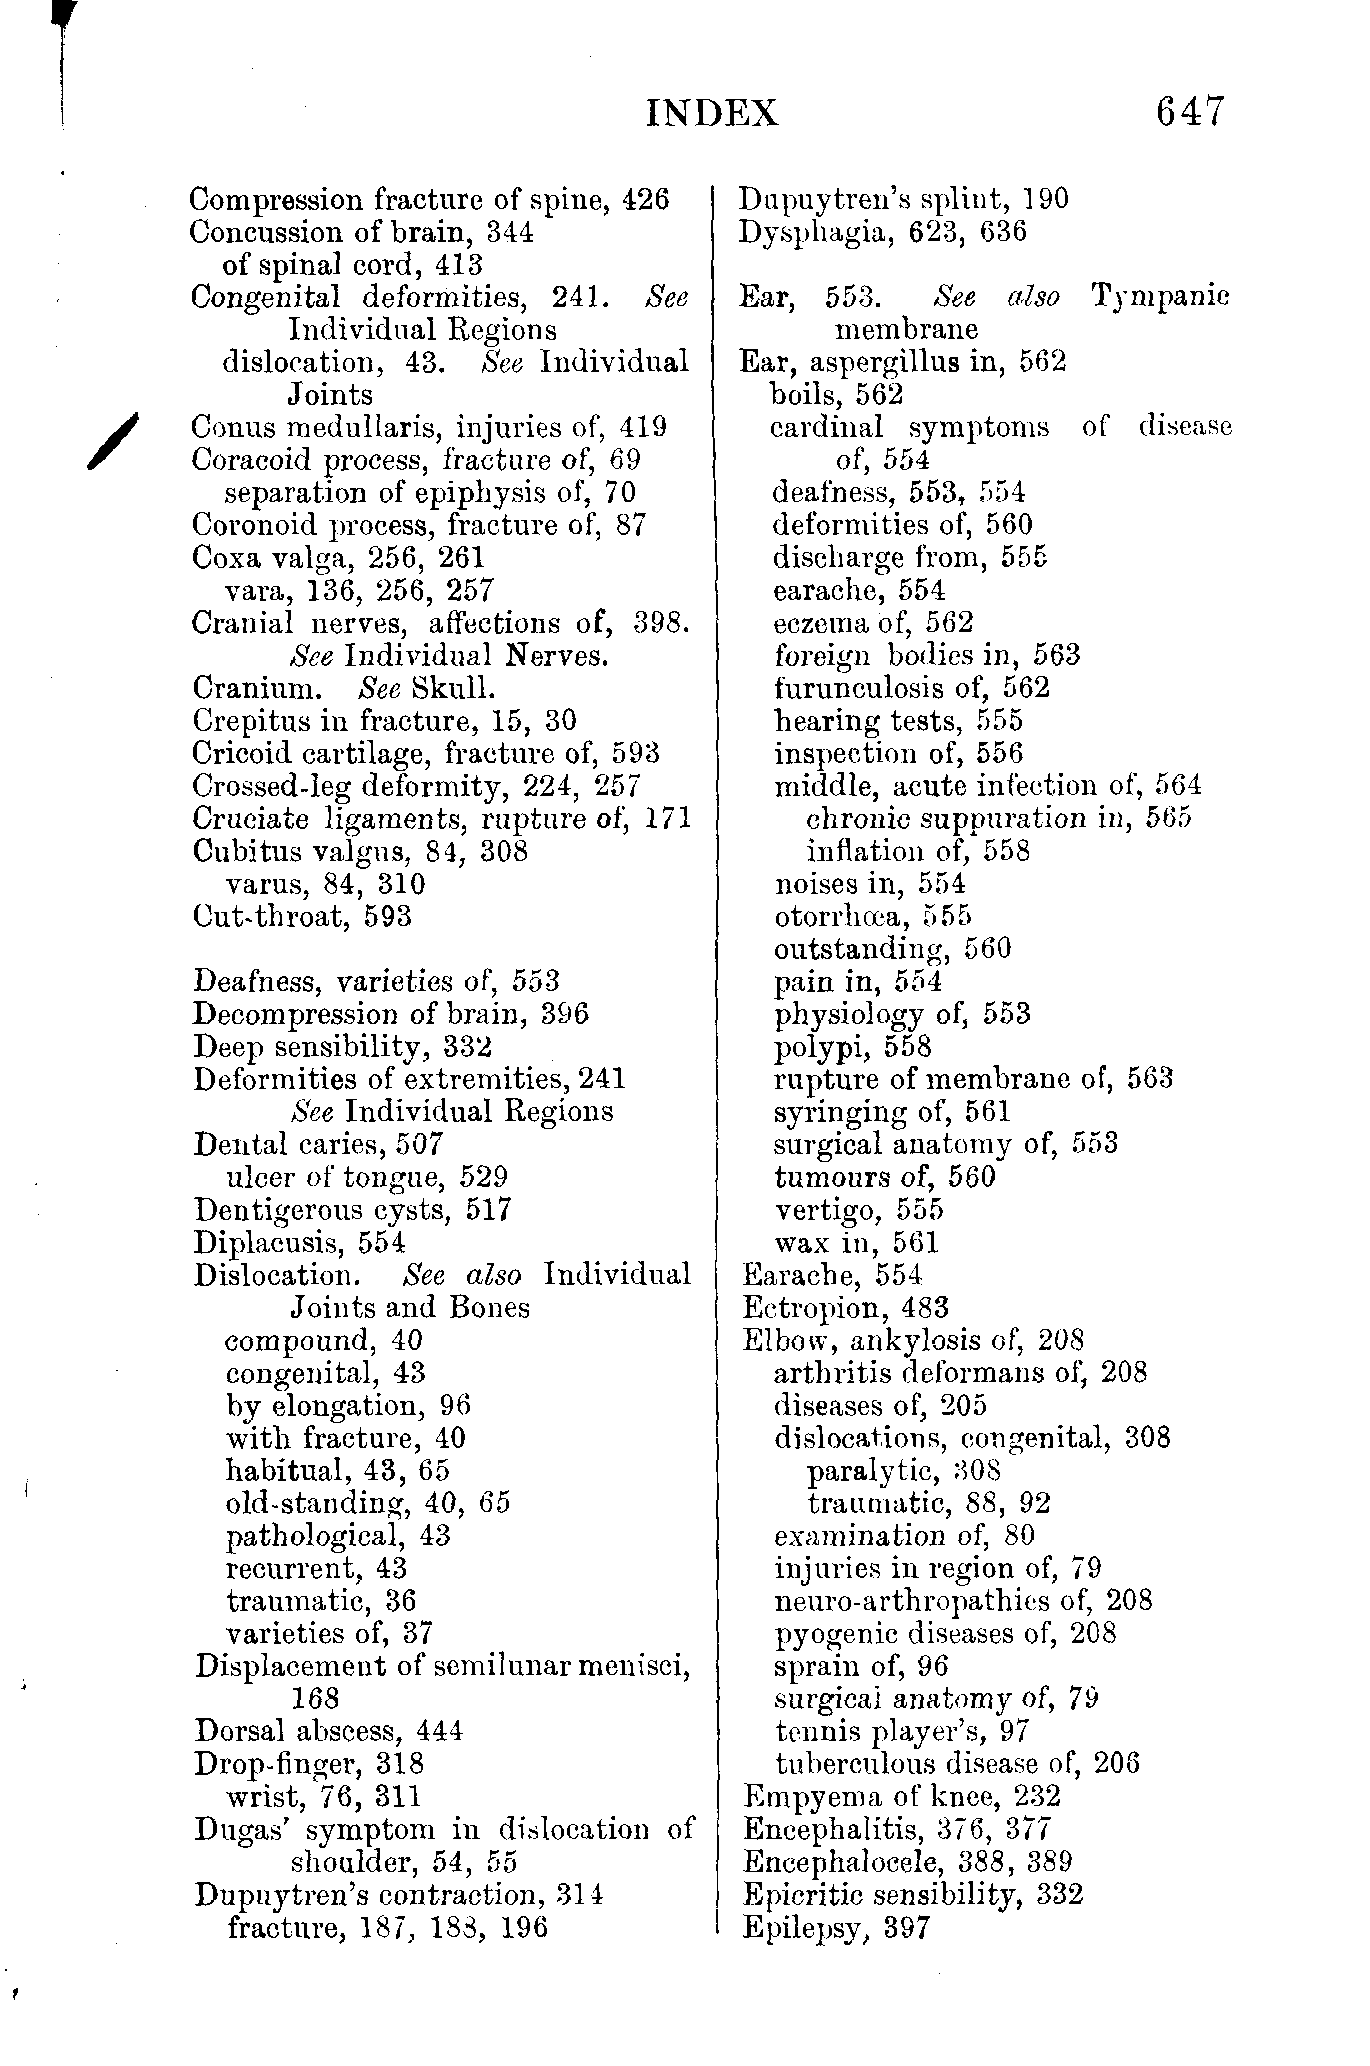 INDEX 647
Compression fracture of spine, 426
Concussion of brain, 344
of spinal cord, 413
Congenital deformities, 241. See
Individual Regions
dislocation, 43. See Individual
Joints
Conus medullaris, injuries of, 419
Coracoid process, fracture of, 69
separation of epiphysis of, 70
Coronoid process, fracture of, 87
Coxa valga, 256, 261
vara, 136, 256, 257
Cranial nerves, affections of, 398.
See Individual Nerves.
Cranium. See Skull.
Crepitus in fracture, 15, 30
Cricoid cartilage, fracture of, 593
Crossed-leg deformity, 224, 257
Cruciate ligaments, rupture of, 171
Cubitus valgus, 84, 308
varus, 84, 310
Cut-throat, 593
Deafness, varieties of, 553
Decompression of brain, 396
Deep sensibility, 332
Deformities of extremities, 241
See Individual Regions
Dental caries, 507
ulcer of tongue, 529
Dentigerous cysts, 517
Diplacusis, 554
Dislocation. See also Individual
Joints and Bones
compound, 40
congenital, 43
by elongation, 96
with fracture, 40
habitual, 43, 65
old-standing, 40, 65
pathological, 43
recurrent, 43
traumatic, 36
varieties of, 37
Displacement of semilunar menisci,
168
Dorsal abscess, 444
Drop-finger, 318
wrist, 76, 311
Dugas' symptom in dislocation of
shoulder, 54, 55
Dupuytren's contraction, 314
fracture, 187, 188, 196
Dupuytren's splint, 190
Dysphagia, 623, 636
Ear, 553. See also Tympanic
membrane
Ear, aspergillus in, 562
boils, 562
cardinal symptoms of disease
of, 554
deafness, 553, 554
deformities of, 560
discharge from, 555
earache, 554
eczema of, 562
foreign bodies in, 563
furunculosis of, 562
hearing tests, 555
inspection of, 556
middle, acute infection of, 564
chronic suppuration in, 565
inflation of, 558
noises in, 554
otorrhœa, 555
outstanding, 560
pain in, 554
physiology of, 553
polypi, 558
rupture of membrane of, 563
syringing of, 561
surgical anatomy of, 553
tumours of, 560
vertigo, 555
wax in, 561
Earache, 554
Ectropion, 483
Elbow, ankylosis of, 208
arthritis deformans of, 208
diseases of, 205
dislocations, congenital, 308
paralytic, 308
traumatic, 88, 92
examination of, 80
injuries in region of, 79
neuro-arthropathies of, 208
pyogenic diseases of, 208
sprain of, 96
surgical anatomy of, 79
tennis player's, 97
tuberculous disease of, 206
Empyema of knee, 232
Encephalitis, 376, 377
Encephalocele, 388, 389
Epicritic sensibility, 332
Epilepsy, 397